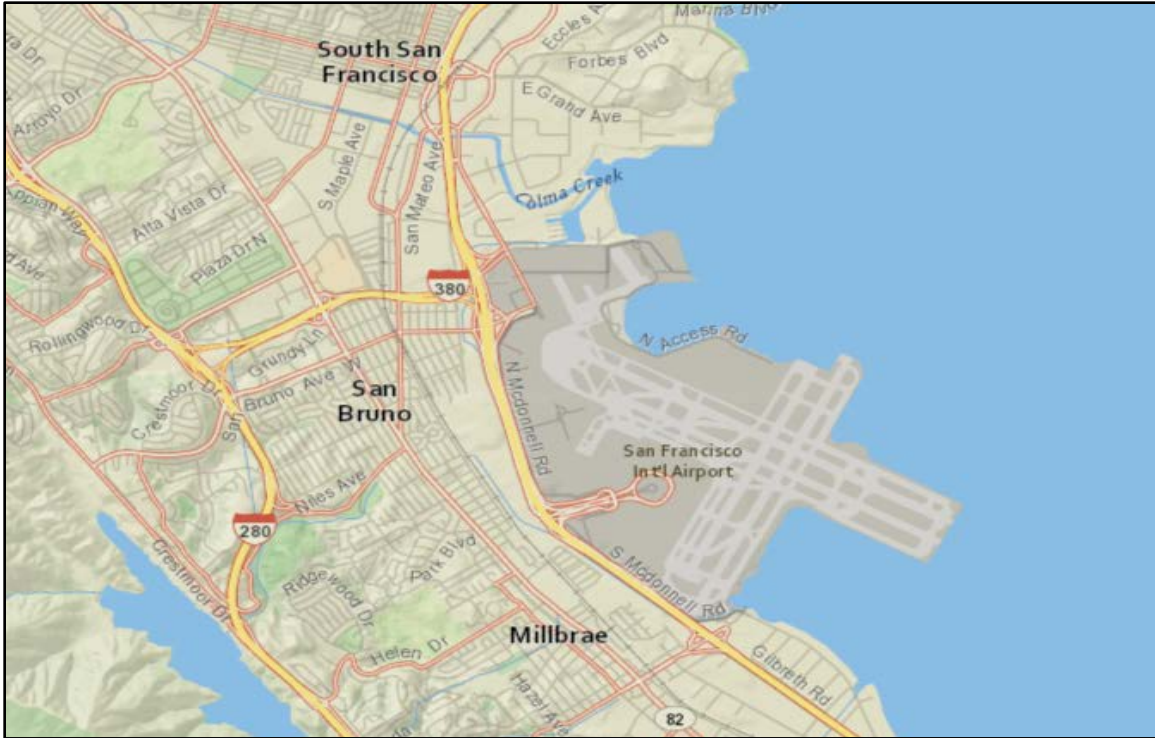 Marina Blvd
Eccles A
South San
Francisco
Forbes Blvd
E Grand Ave
Arroyo Dr
S Maple Ave
San Mateo Ave
Colma Creek
Appian Way
Alta Vista Dr
Plaza Dr N
380
N Access Rd
Rollingwood Dr
Grundy Ln
San Bruno Ave W
San
Bruno
Crestmoor Dr
N Mcdonnell Rd
San Francisco
Int'l Airport
Niles Ave
280
Crestmoor Dr
Ridgewood Dr
Park Blvd
S Mcdonnell Rd
Millbrae
Helen Dr
Gilbreth Rd
Hazel Ave
82